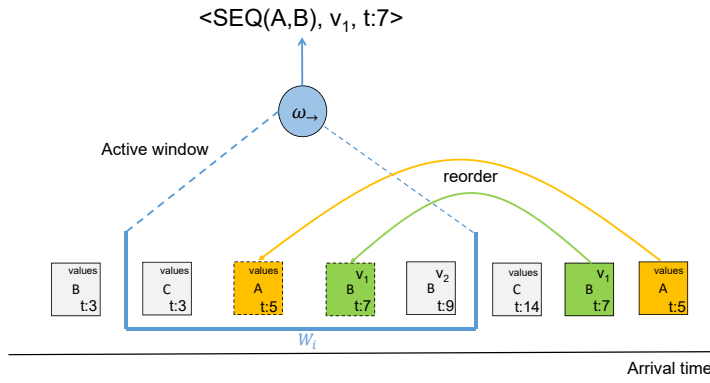 <SEQ(A,B), v₁, t:7>
ω→
Active window
reorder
values
B
t:3
values
C
t:3
values
A
t:5
v₁
B
t:7
v₂
B
t:9
values
C
t:14
v₁
B
t:7
values
A
t:5
Wᵢ
Arrival time